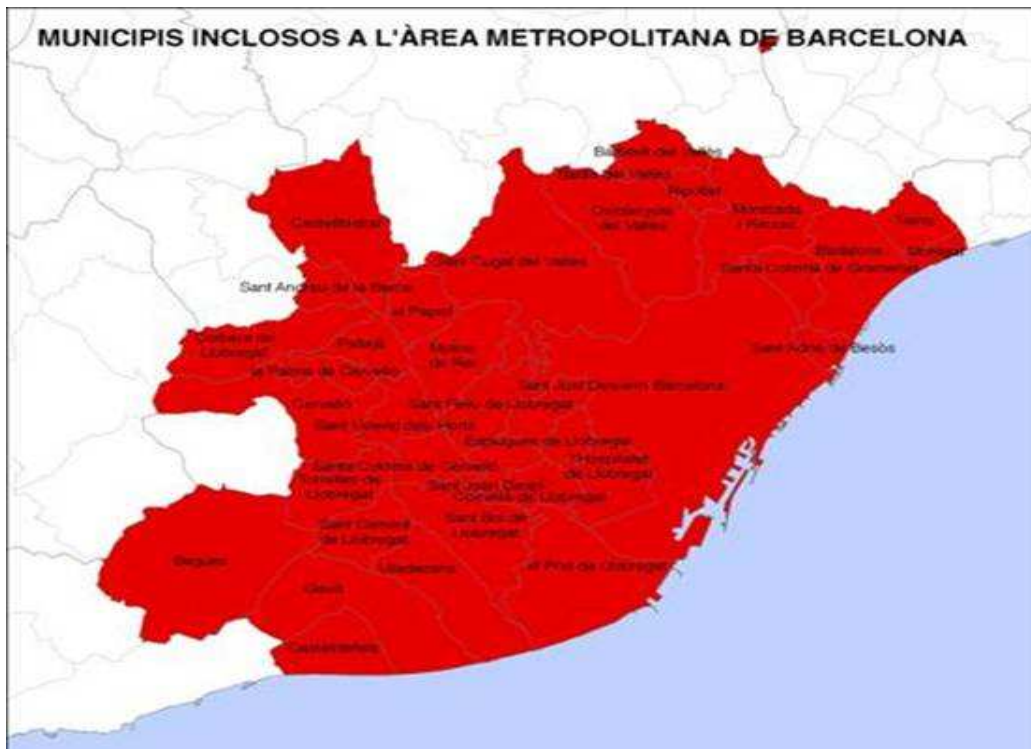 MUNICIPIS INCLOSOS A L'ÀREA METROPOLITANA DE BARCELONA
Badia del Vallès
Ripollet
Castellbisbal
Cerdanyola
del Vallès
Montcada
i Reixac
Tiana
Badalona
Montgat
Sant Cugat del Vallès
Santa Coloma de Gramenet
Sant Andreu de la Barca
el Papiol
Corbera de
Llobregat
Pallejà
Molins
de Rei
Sant Adrià de Besòs
la Palma de Cervelló
Sant Just Desvern
Barcelona
Cervelló
Sant Feliu de Llobregat
Sant Vicenç dels Horts
Esplugues de Llobregat
l'Hospitalet
de Llobregat
Santa Coloma de Cervelló
Torrelles de
Llobregat
Sant Joan Despí
Cornellà de Llobregat
Sant Climent
de Llobregat
Sant Boi de
Llobregat
Begues
Viladecans
el Prat de Llobregat
Gavà
Castelldefels